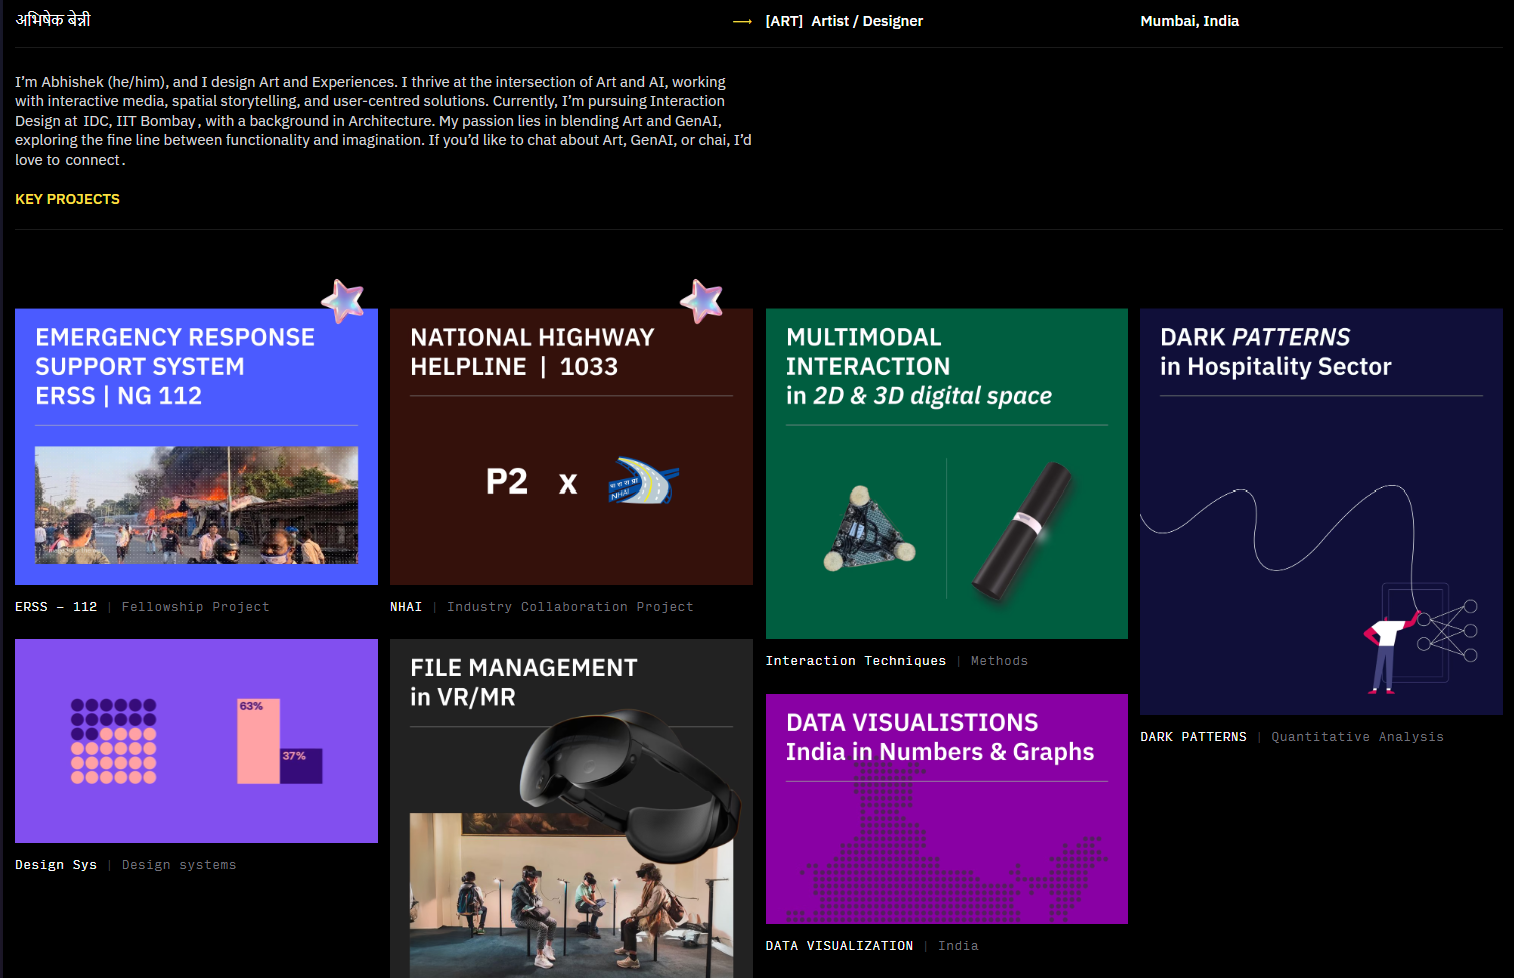 अभिषेक बेन्नी
⟶ [ART] Artist / Designer
Mumbai, India
I'm Abhishek (he/him), and I design Art and Experiences. I thrive at the intersection of Art and AI, working
with interactive media, spatial storytelling, and user-centred solutions. Currently, I'm pursuing Interaction
Design at IDC, IIT Bombay, with a background in Architecture. My passion lies in blending Art and GenAI,
exploring the fine line between functionality and imagination. If you'd like to chat about Art, GenAI, or chai, I'd
love to connect.
KEY PROJECTS
EMERGENCY RESPONSE
SUPPORT SYSTEM
ERSS | NG 112
ERSS – 112 | Fellowship Project
NATIONAL HIGHWAY
HELPLINE | 1033
P2 x
NHAI
NHAI | Industry Collaboration Project
MULTIMODAL
INTERACTION
in 2D & 3D digital space
Interaction Techniques | Methods
DARK PATTERNS
in Hospitality Sector
DARK PATTERNS | Quantitative Analysis
63%
37%
Design Sys | Design systems
FILE MANAGEMENT
in VR/MR
DATA VISUALISTIONS
India in Numbers & Graphs
DATA VISUALIZATION | India